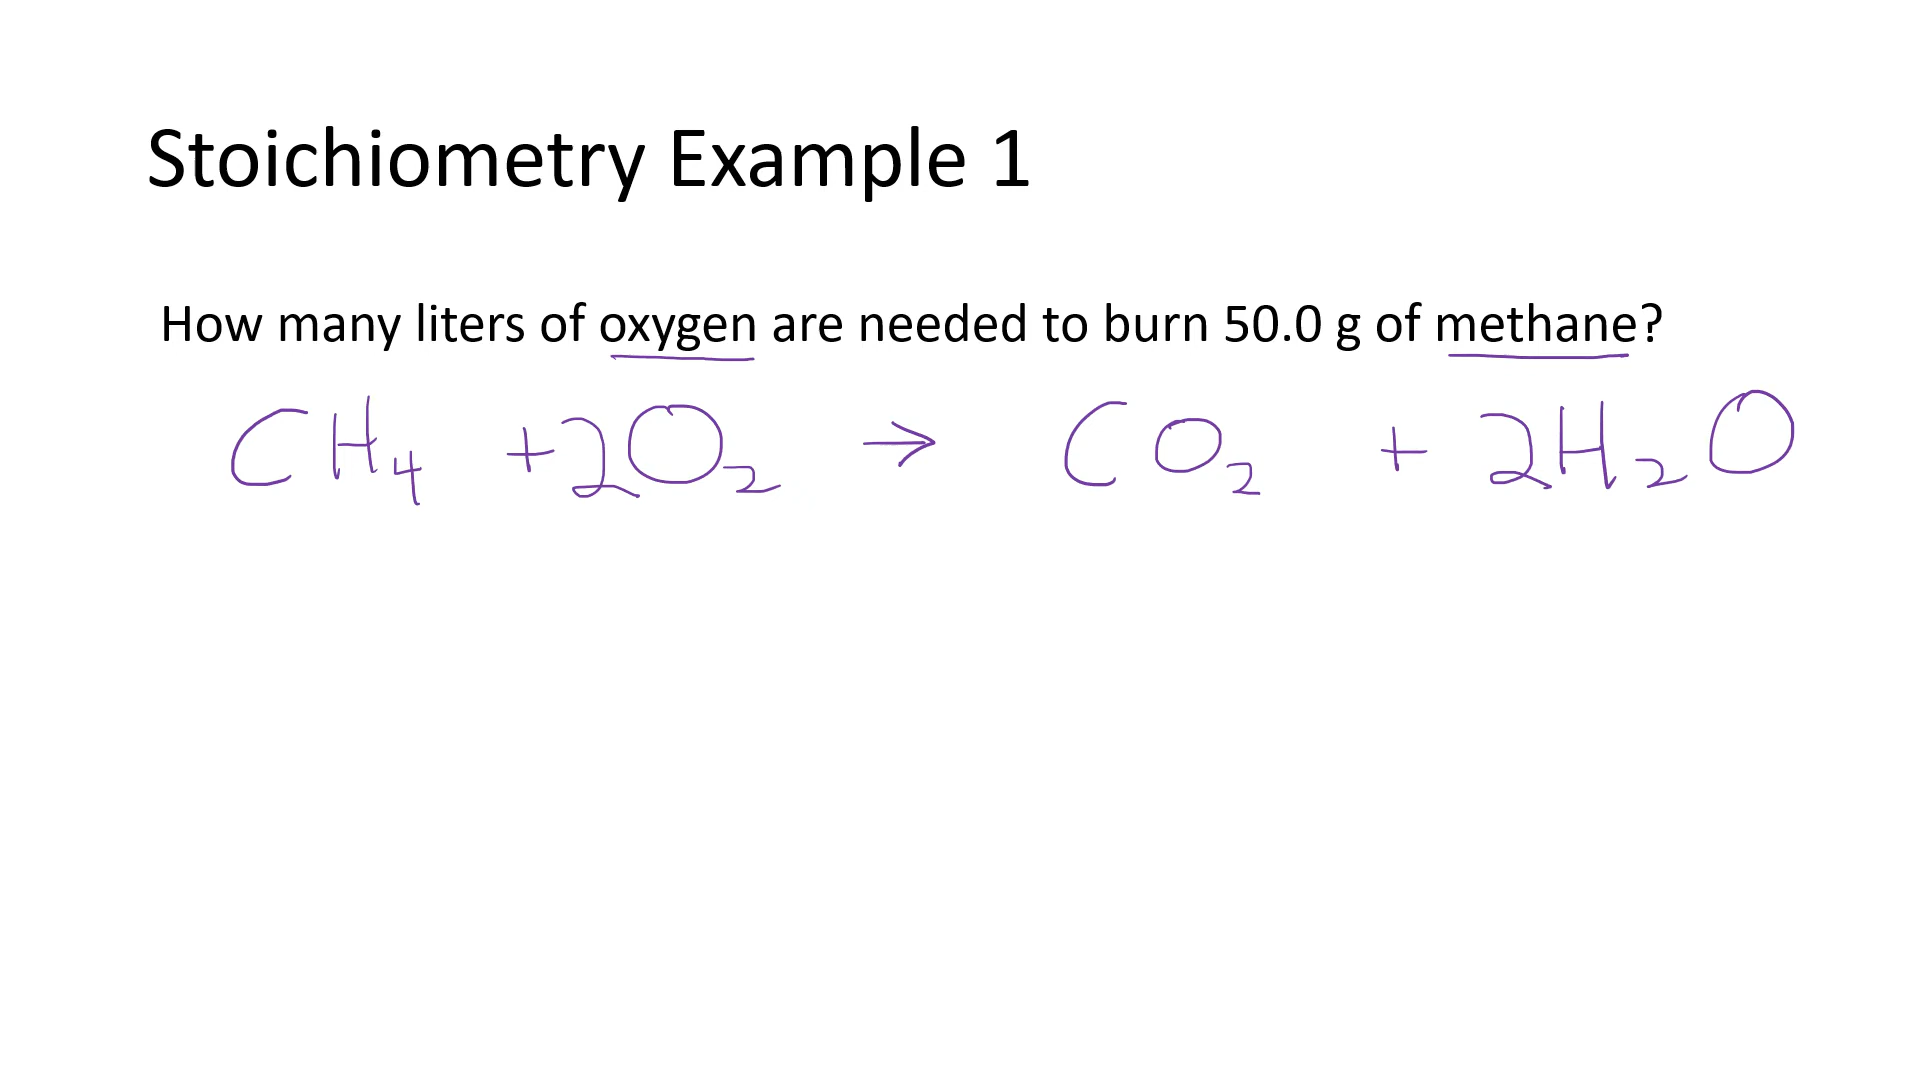 Stoichiometry Example 1
How many liters of oxygen are needed to burn 50.0 g of methane?
CH₄ + 2O₂ → CO₂ + 2H₂O